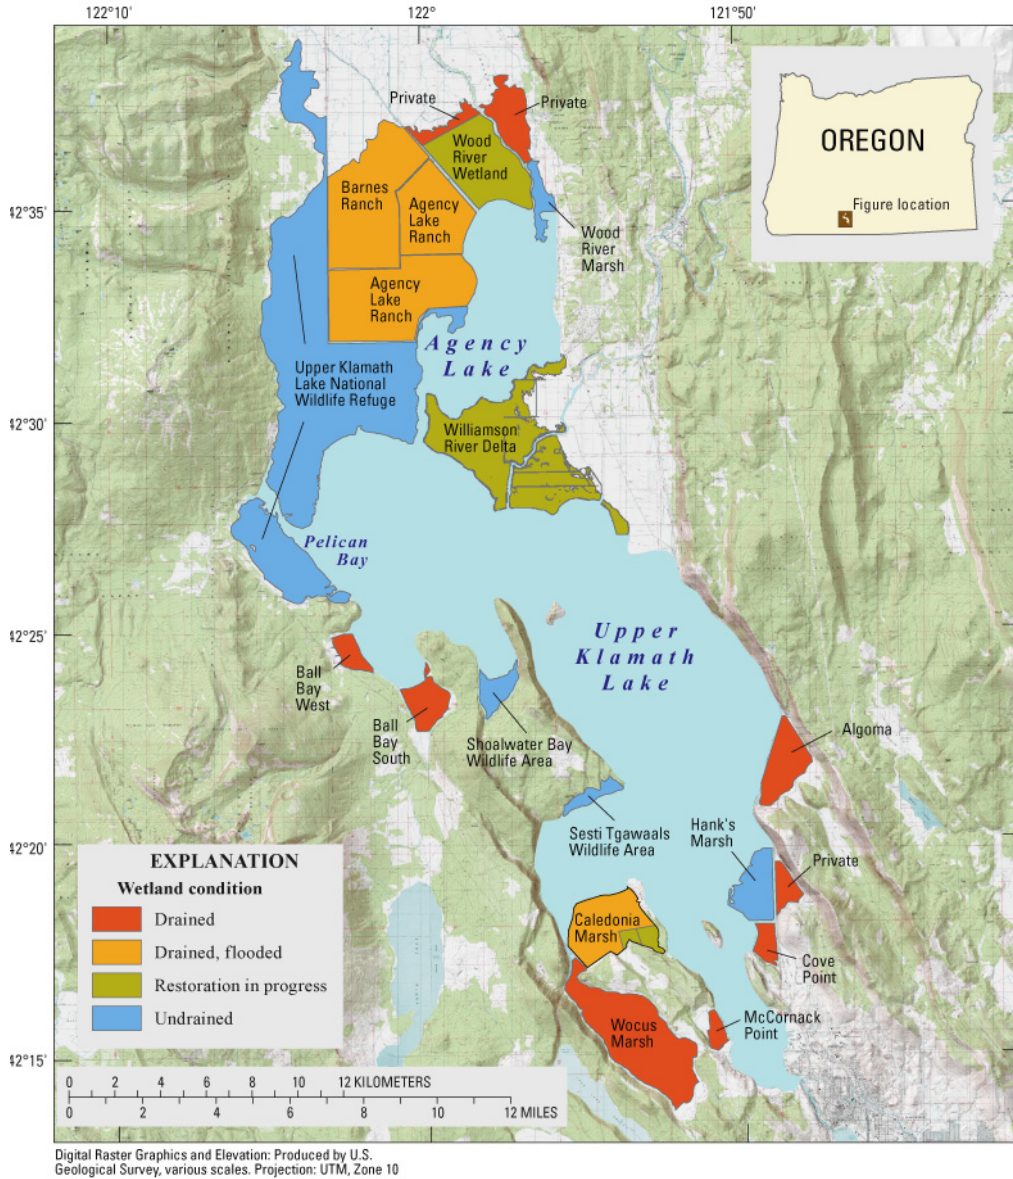 122°10'
122°
121°50'
OREGON
Figure location
Private
Private
Wood
River
Wetland
Barnes
Ranch
Agency
Lake
Ranch
Wood
River
Marsh
42°35'
Agency
Lake
Ranch
Agency
Lake
Upper Klamath
Lake National
Wildlife Refuge
42°30'
Williamson
River Delta
Pelican
Bay
42°25'
Upper
Klamath
Lake
Ball
Bay
West
Ball
Bay
South
Shoalwater Bay
Wildlife Area
Algoma
Sesti Tgawaals
Wildlife Area
Hank's
Marsh
42°20'
Private
Caledonia
Marsh
Cove
Point
Wocus
Marsh
McCornack
Point
42°15'
EXPLANATION
Wetland condition
Drained
Drained, flooded
Restoration in progress
Undrained
0 2 4 6 8 10 12 KILOMETERS
0 2 4 6 8 10 12 MILES
Digital Raster Graphics and Elevation: Produced by U.S.
Geological Survey, various scales. Projection: UTM, Zone 10